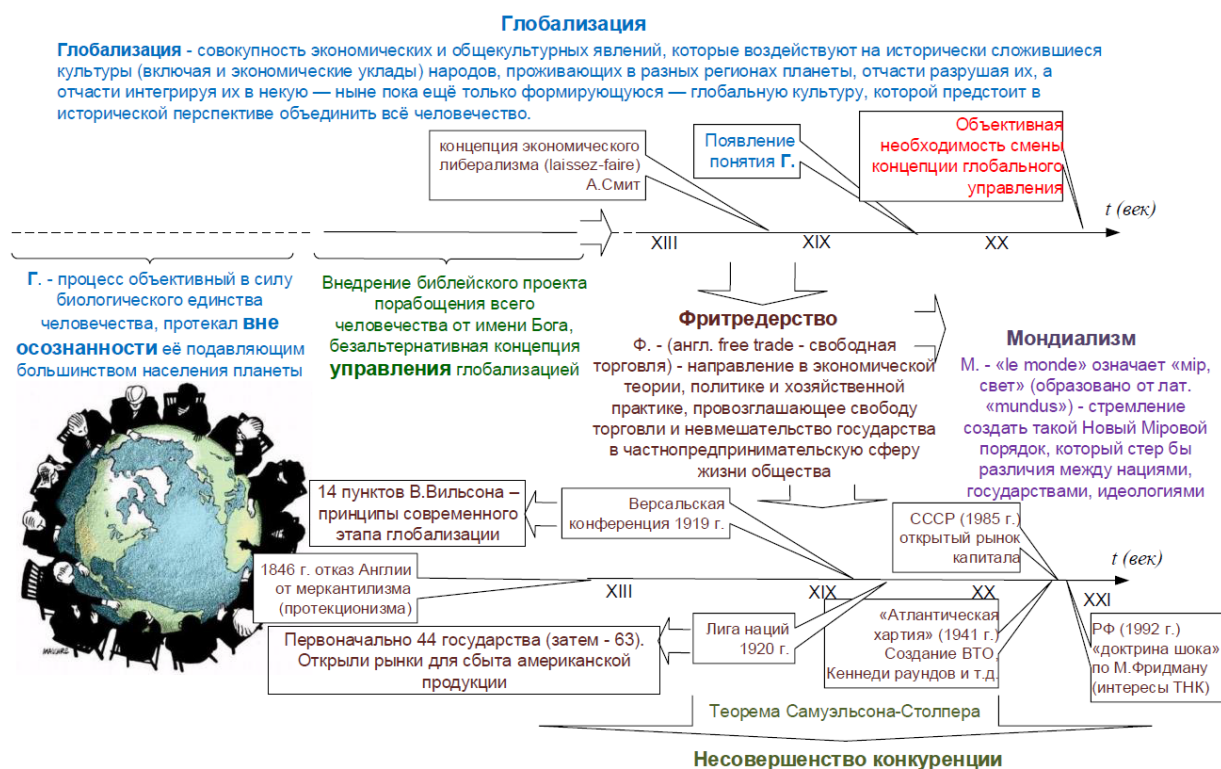 Глобализация
Глобализация - совокупность экономических и общекультурных явлений, которые воздействуют на исторически сложившиеся
культуры (включая и экономические уклады) народов, проживающих в разных регионах планеты, отчасти разрушая их, а
отчасти интегрируя их в некую — ныне пока ещё только формирующуюся — глобальную культуру, которой предстоит в
исторической перспективе объединить всё человечество.
концепция экономического
либерализма (laissez-faire)
А.Смит
Появление
понятия Г.
Объективная
необходимость смены
концепции глобального
управления
t (век)
XIII
XIX
XX
Г. - процесс объективный в силу
биологического единства
человечества, протекал вне
осознанности её подавляющим
большинством населения планеты
Внедрение библейского проекта
порабощения всего
человечества от имени Бога,
безальтернативная концепция
управления глобализацией
Фритредерство
Ф. - (англ. free trade - свободная
торговля) - направление в экономической
теории, политике и хозяйственной
практике, провозглашающее свободу
торговли и невмешательство государства
в частнопредпринимательскую сферу
жизни общества
Мондиализм
М. - «le monde» означает «мiр,
свет» (образовано от лат.
«mundus») - стремление
создать такой Новый Мiровой
порядок, который стер бы
различия между нациями,
государствами, идеологиями
14 пунктов В.Вильсона –
принципы современного
этапа глобализации
Версальская
конференция 1919 г.
СССР (1985 г.)
открытый рынок
капитала
1846 г. отказ Англии
от меркантилизма
(протекционизма)
t (век)
XIII
XIX
XX
XXI
Первоначально 44 государства (затем - 63).
Открыли рынки для сбыта американской
продукции
Лига наций
1920 г.
«Атлантическая
хартия» (1941 г.)
Создание ВТО,
Кеннеди раундов и т.д.
РФ (1992 г.)
«доктрина шока»
по М.Фридману
(интересы ТНК)
Теорема Самуэльсона-Столпера
Несовершенство конкуренции